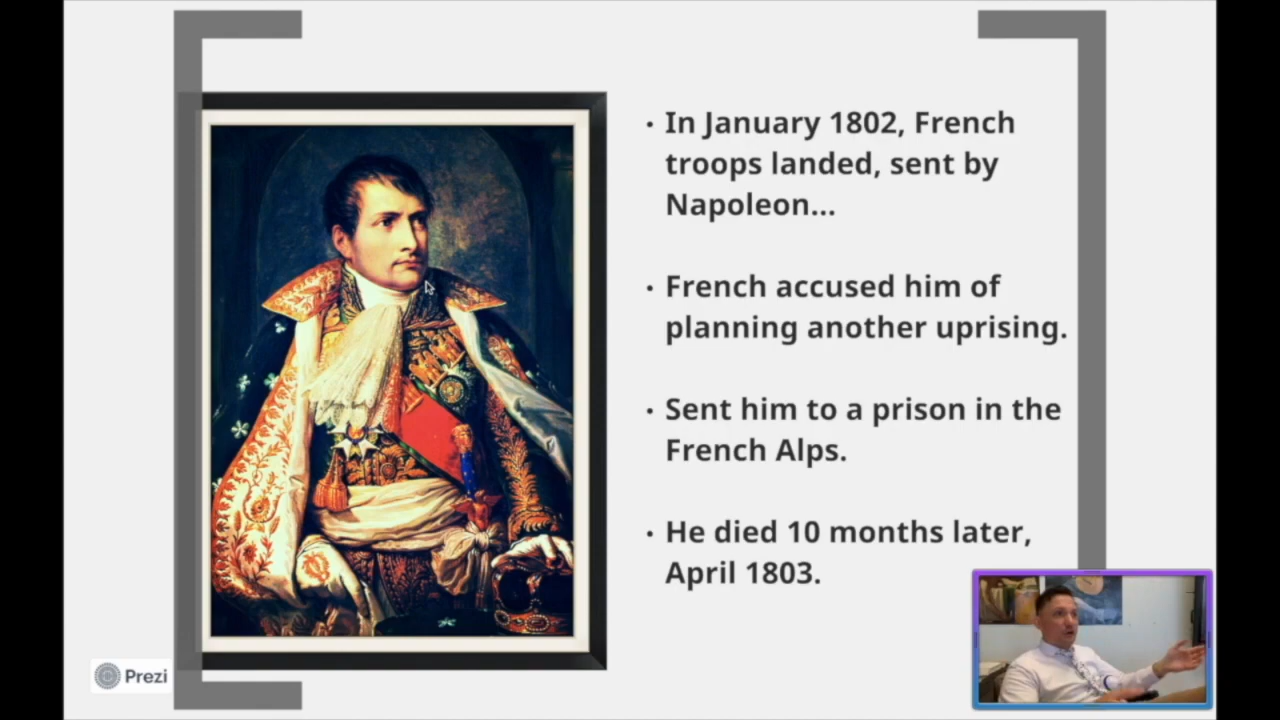 • In January 1802, French
troops landed, sent by
Napoleon...
• French accused him of
planning another uprising.
• Sent him to a prison in the
French Alps.
• He died 10 months later,
April 1803.
Prezi